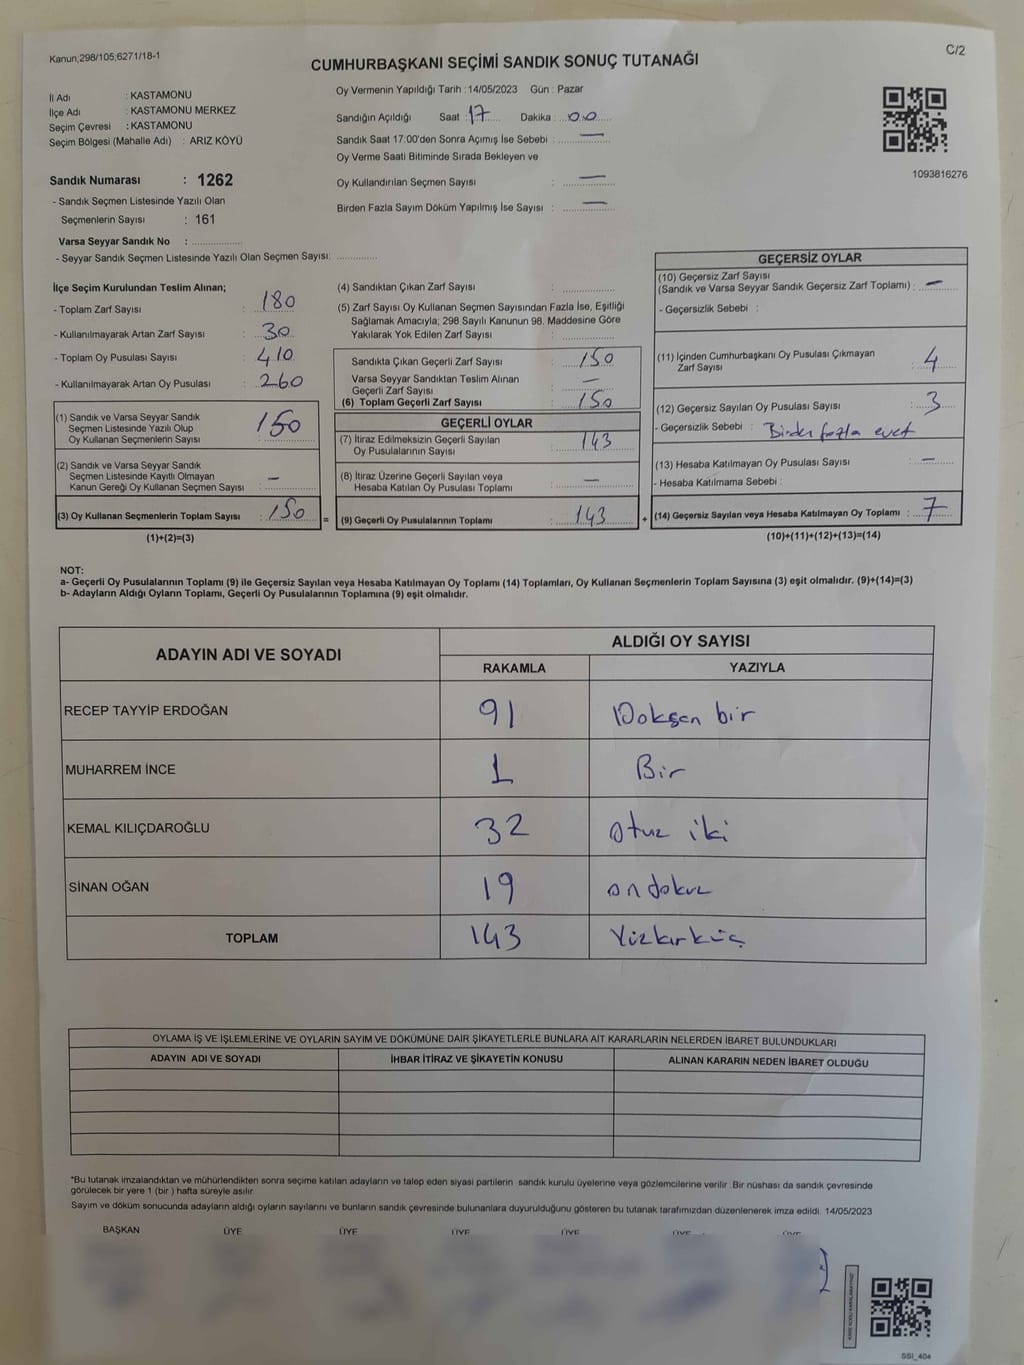 Kanun;298/105;6271/18-1
C/2
CUMHURBAŞKANI SEÇİMİ SANDIK SONUÇ TUTANAĞI
İl Adı : KASTAMONU
İlçe Adı : KASTAMONU MERKEZ
Seçim Çevresi : KASTAMONU
Seçim Bölgesi (Mahalle Adı) : ARIZ KÖYÜ
Sandık Numarası : 1262
- Sandık Seçmen Listesinde Yazılı Olan
Seçmenlerin Sayısı : 161
Varsa Seyyar Sandık No : ................
- Seyyar Sandık Seçmen Listesinde Yazılı Olan Seçmen Sayısı: .............
Oy Vermenin Yapıldığı Tarih : 14/05/2023 Gün : Pazar
Sandığın Açıldığı Saat : 17 Dakika : 00
Sandık Saat 17:00'den Sonra Açımış İse Sebebi : —
Oy Verme Saati Bitiminde Sırada Bekleyen ve
Oy Kullandırılan Seçmen Sayısı : —
Birden Fazla Sayım Döküm Yapılmış İse Sayısı : —
1093816276
İlçe Seçim Kurulundan Teslim Alınan;
- Toplam Zarf Sayısı : 180
- Kullanılmayarak Artan Zarf Sayısı : 30
- Toplam Oy Pusulası Sayısı : 410
- Kullanılmayarak Artan Oy Pusulası : 260
(1) Sandık ve Varsa Seyyar Sandık
Seçmen Listesinde Yazılı Olup
Oy Kullanan Seçmenlerin Sayısı : 150
(2) Sandık ve Varsa Seyyar Sandık
Seçmen Listesinde Kayıtlı Olmayan
Kanun Gereği Oy Kullanan Seçmen Sayısı : —
(3) Oy Kullanan Seçmenlerin Toplam Sayısı : 150 =
(1)+(2)=(3)
(4) Sandıktan Çıkan Zarf Sayısı : .............
(5) Zarf Sayısı Oy Kullanan Seçmen Sayısından Fazla İse, Eşitliği
Sağlamak Amacıyla; 298 Sayılı Kanunun 98. Maddesine Göre
Yakılarak Yok Edilen Zarf Sayısı : .............
Sandıkta Çıkan Geçerli Zarf Sayısı : 150
Varsa Seyyar Sandıktan Teslim Alınan
Geçerli Zarf Sayısı : —
(6) Toplam Geçerli Zarf Sayısı : 150
GEÇERLİ OYLAR
(7) İtiraz Edilmeksizin Geçerli Sayılan
Oy Pusulalarının Sayısı : 143
(8) İtiraz Üzerine Geçerli Sayılan veya
Hesaba Katılan Oy Pusulası Toplamı : —
(9) Geçerli Oy Pusulalarının Toplamı : 143 +
GEÇERSİZ OYLAR
(10) Geçersiz Zarf Sayısı
(Sandık ve Varsa Seyyar Sandık Geçersiz Zarf Toplamı) : —
- Geçersizlik Sebebi :
(11) İçinden Cumhurbaşkanı Oy Pusulası Çıkmayan
Zarf Sayısı : 4
(12) Geçersiz Sayılan Oy Pusulası Sayısı : 3
- Geçersizlik Sebebi : Birden fazla evet
(13) Hesaba Katılmayan Oy Pusulası Sayısı : —
- Hesaba Katılmama Sebebi :
(14) Geçersiz Sayılan veya Hesaba Katılmayan Oy Toplamı : 7
(10)+(11)+(12)+(13)=(14)
NOT:
a- Geçerli Oy Pusulalarının Toplamı (9) ile Geçersiz Sayılan veya Hesaba Katılmayan Oy Toplamı (14) Toplamları, Oy Kullanan Seçmenlerin Toplam Sayısına (3) eşit olmalıdır. (9)+(14)=(3)
b- Adayların Aldığı Oyların Toplamı, Geçerli Oy Pusulalarının Toplamına (9) eşit olmalıdır.
ADAYIN ADI VE SOYADI
ALDIĞI OY SAYISI
RAKAMLA YAZIYLA
RECEP TAYYİP ERDOĞAN 91 Doksan bir
MUHARREM İNCE 1 Bir
KEMAL KILIÇDAROĞLU 32 otuz iki
SİNAN OĞAN 19 on dokuz
TOPLAM 143 Yüzkırküç
OYLAMA İŞ VE İŞLEMLERİNE VE OYLARIN SAYIM VE DÖKÜMÜNE DAİR ŞİKAYETLERLE BUNLARA AİT KARARLARIN NELERDEN İBARET BULUNDUKLARI
ADAYIN ADI VE SOYADI İHBAR İTİRAZ VE ŞİKAYETİN KONUSU ALINAN KARARIN NEDEN İBARET OLDUĞU
"Bu tutanak imzalandıktan ve mühürlendikten sonra seçime katılan adayların ve talep eden siyasi partilerin sandık kurulu üyelerine veya gözlemcilerine verilir .Bir nüshası da sandık çevresinde
görülecek bir yere 1 (bir ) hafta süreyle asılır
Sayım ve döküm sonucunda adayların aldığı oyların sayılarını ve bunların sandık çevresinde bulunanlara duyurulduğunu gösteren bu tutanak tarafımızdan düzenlenerek imza edildi. 14/05/2023
BAŞKAN ÜYE ÜYE ÜYE ÜYE ÜYE ÜYE
SSI_404